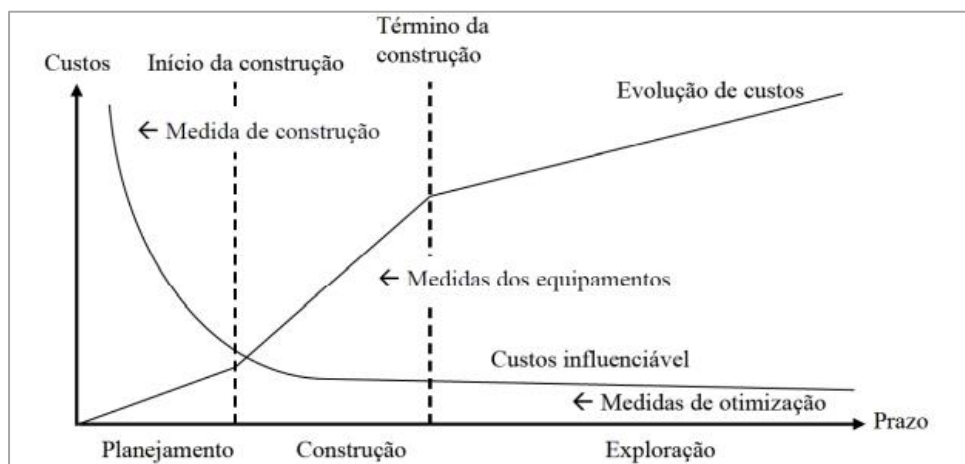 Término da
construção
Custos
Início da construção
Evolução de custos
← Medida de construção
← Medidas dos equipamentos
Custos influenciável
← Medidas de otimização
Prazo
Planejamento
Construção
Exploração